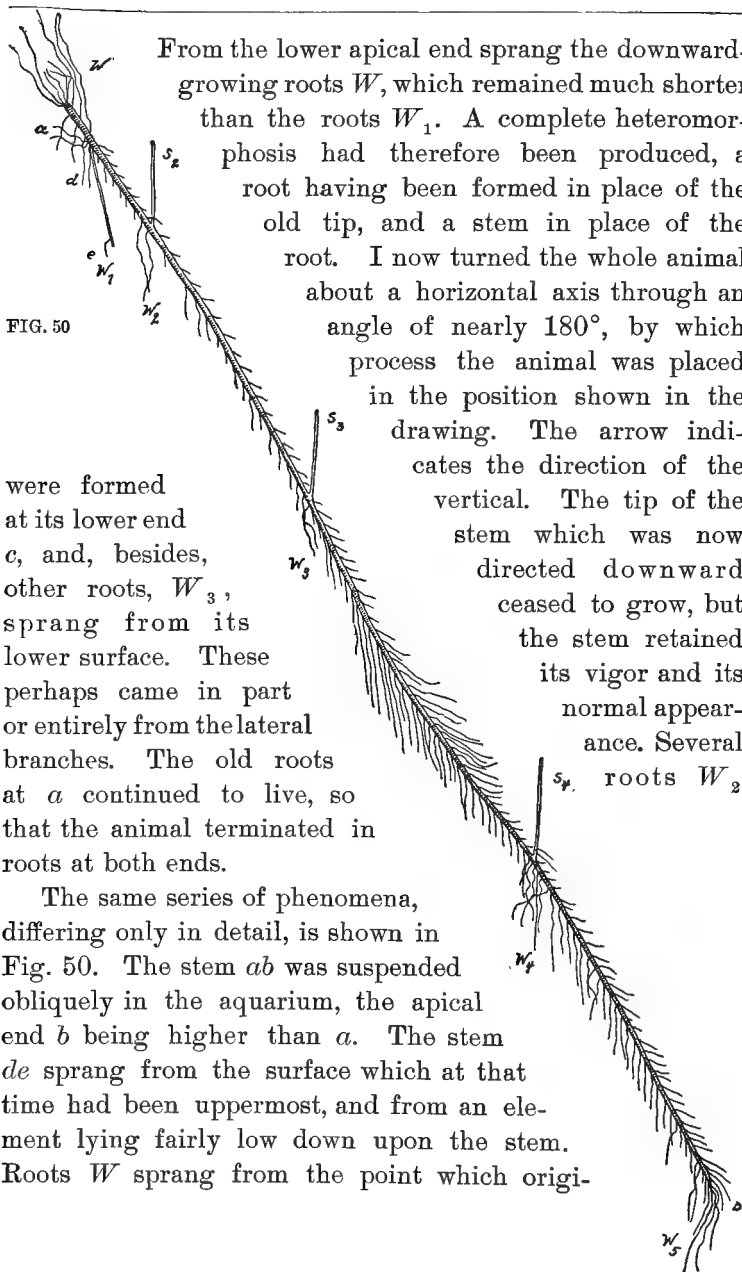 From the lower apical end sprang the downward-
growing roots W, which remained much shorter
than the roots W₁. A complete heteromor-
phosis had therefore been produced, a
root having been formed in place of the
old tip, and a stem in place of the
root. I now turned the whole animal
about a horizontal axis through an
angle of nearly 180°, by which
process the animal was placed
in the position shown in the
drawing. The arrow indi-
cates the direction of the
vertical. The tip of the
stem which was now
directed downward
ceased to grow, but
the stem retained
its vigor and its
normal appear-
ance. Several
roots W₂
were formed
at its lower end
c, and, besides,
other roots, W₃,
sprang from its
lower surface. These
perhaps came in part
or entirely from the lateral
branches. The old roots
at a continued to live, so
that the animal terminated in
roots at both ends.
The same series of phenomena,
differing only in detail, is shown in
Fig. 50. The stem ab was suspended
obliquely in the aquarium, the apical
end b being higher than a. The stem
de sprang from the surface which at that
time had been uppermost, and from an ele-
ment lying fairly low down upon the stem.
Roots W sprang from the point which origi-
W
a
d
e
W₁
S₂
W₂
FIG. 50
S₃
W₃
S₄
W₄
b
W₅